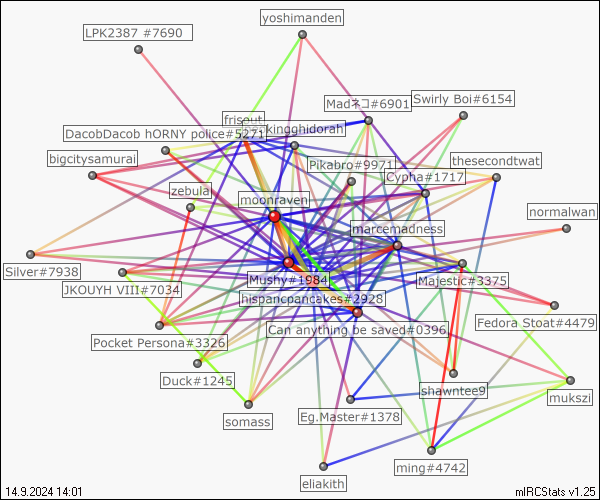 yoshimanden
LPK2387 #7690
Swirly Boi#6154
Madネコ#6901
frisout
kingghidorah
DacobDacob hORNY police#5271
bigcitysamurai
Pikabro#9971
thesecondtwat
Cypha#1717
zebula
moonraven
normalwan
marcemadness
Silver#7938
Mushy#1984
Majestic#3375
JKOUYH VIII#7034
hispanicpancakes#2928
Fedora Stoat#4479
Can anything be saved#0396
Pocket Persona#3326
Duck#1245
shawntee9
mukszi
Eg.Master#1378
somass
ming#4742
eliakith
14.9.2024 14:01
mIRCStats v1.25